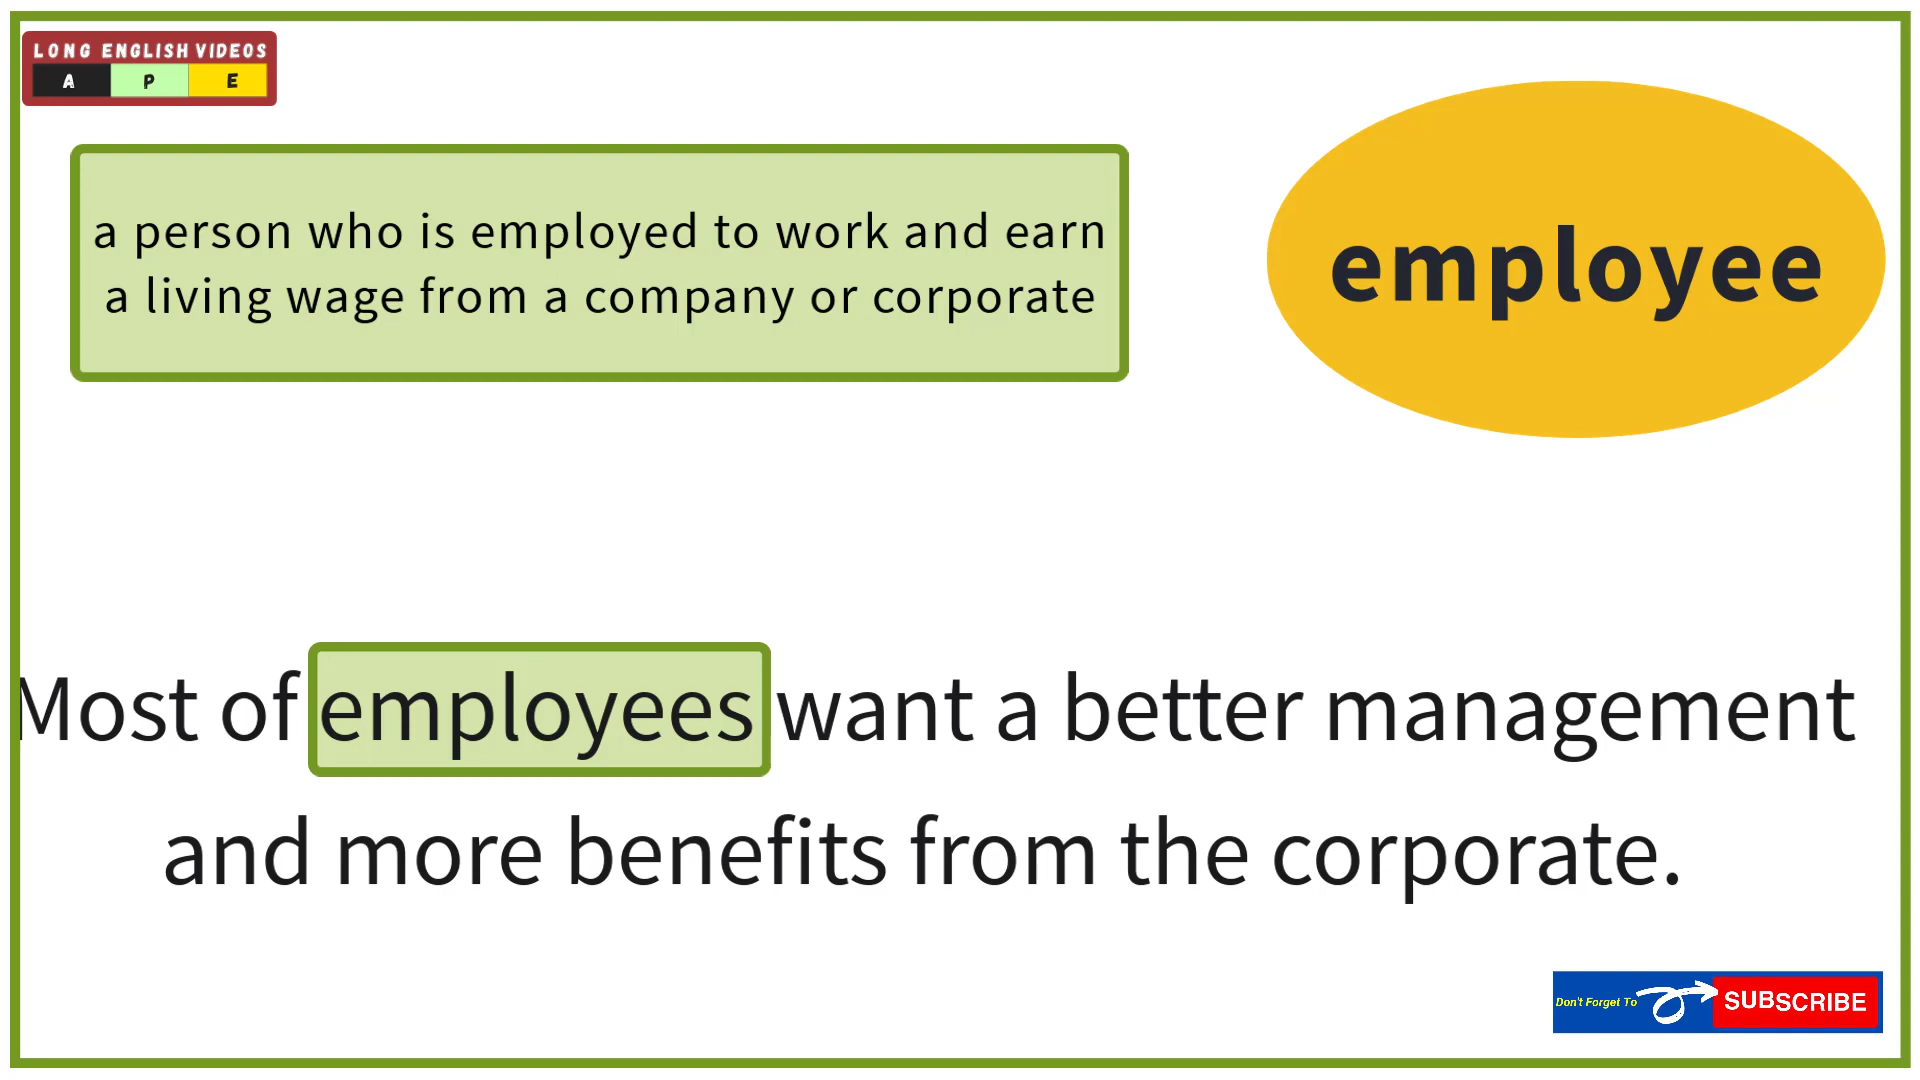 LONG ENGLISH VIDEOS
A P E
a person who is employed to work and earn
a living wage from a company or corporate
employee
Most of employees want a better management
and more benefits from the corporate.
Don't Forget To SUBSCRIBE